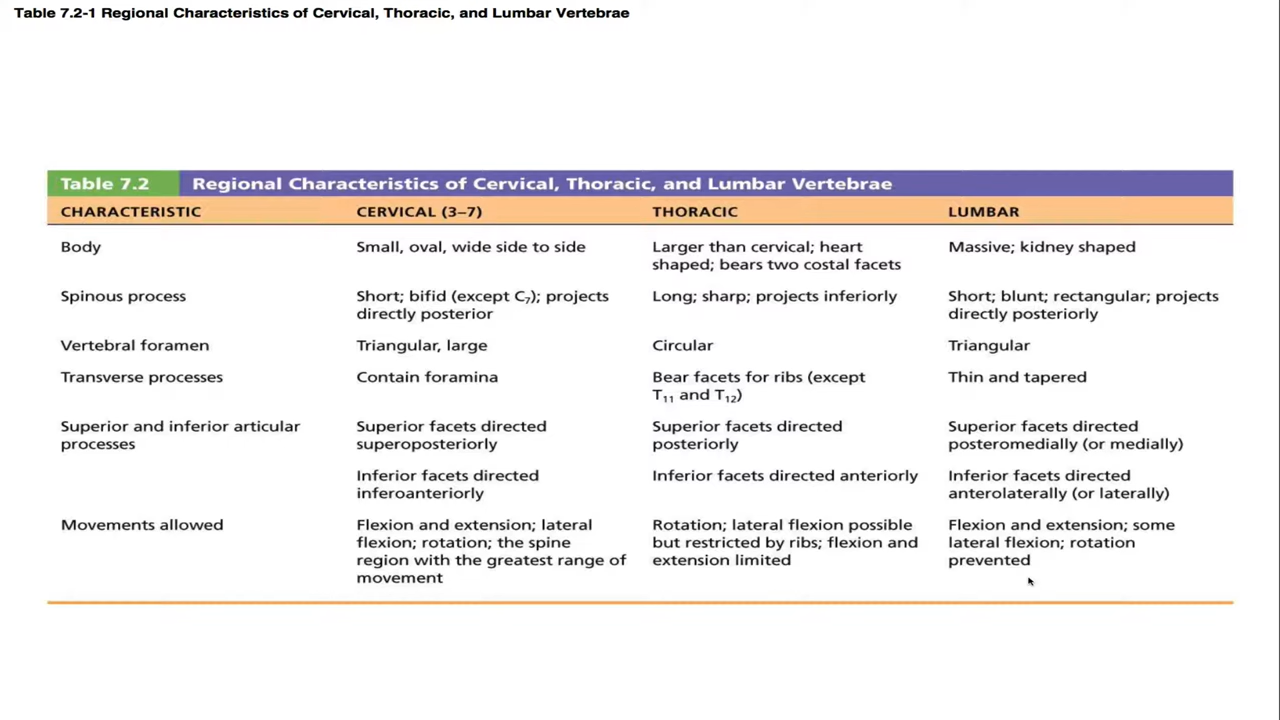 Table 7.2-1 Regional Characteristics of Cervical, Thoracic, and Lumbar Vertebrae
Table 7.2 Regional Characteristics of Cervical, Thoracic, and Lumbar Vertebrae
CHARACTERISTIC CERVICAL (3–7) THORACIC LUMBAR
Body Small, oval, wide side to side Larger than cervical; heart Massive; kidney shaped
shaped; bears two costal facets
Spinous process Short; bifid (except C₇); projects Long; sharp; projects inferiorly Short; blunt; rectangular; projects
directly posterior directly posteriorly
Vertebral foramen Triangular, large Circular Triangular
Transverse processes Contain foramina Bear facets for ribs (except Thin and tapered
T₁₁ and T₁₂)
Superior and inferior articular Superior facets directed Superior facets directed Superior facets directed
processes superoposteriorly posteriorly posteromedially (or medially)
Inferior facets directed Inferior facets directed anteriorly Inferior facets directed
inferoanteriorly anterolaterally (or laterally)
Movements allowed Flexion and extension; lateral Rotation; lateral flexion possible Flexion and extension; some
flexion; rotation; the spine but restricted by ribs; flexion and lateral flexion; rotation
region with the greatest range of extension limited prevented
movement